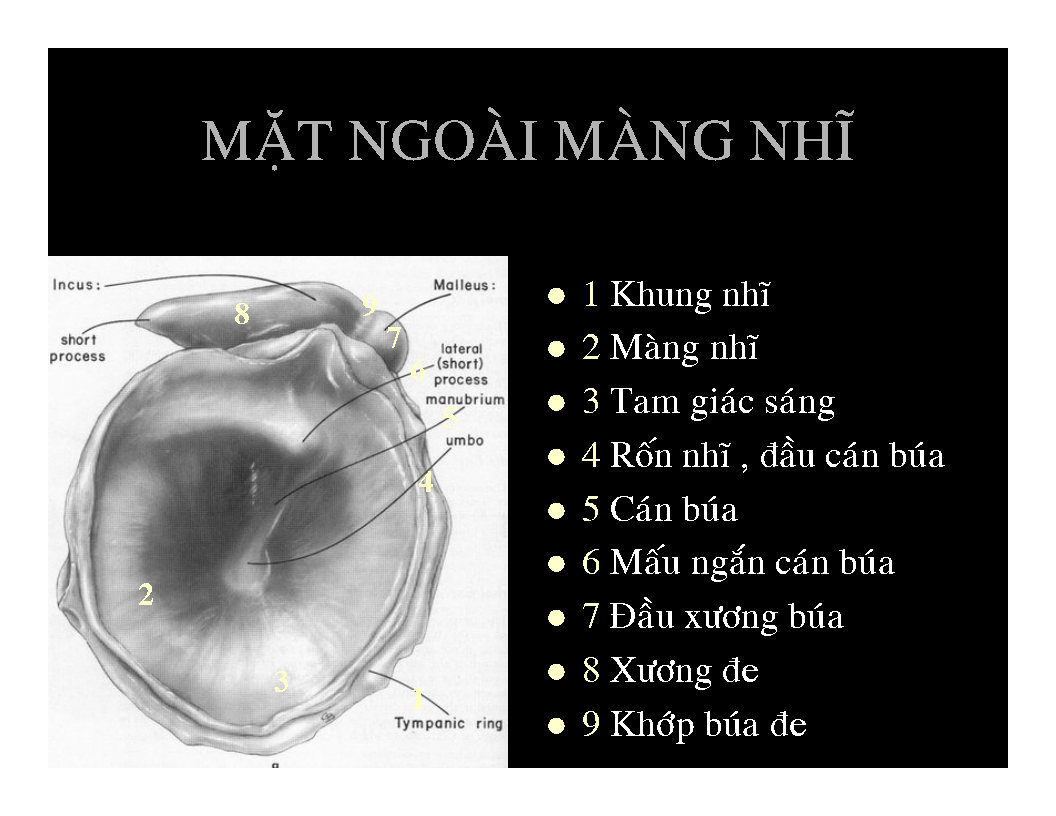 MẶT NGOÀI MÀNG NHĨ
Incus:
8
9
Malleus:
7
short
process
lateral
(short)
process
6
manubrium
5
umbo
4
2
3
1
Tympanic ring
a
● 1 Khung nhĩ
● 2 Màng nhĩ
● 3 Tam giác sáng
● 4 Rốn nhĩ , đầu cán búa
● 5 Cán búa
● 6 Mấu ngắn cán búa
● 7 Đầu xương búa
● 8 Xương đe
● 9 Khớp búa đe